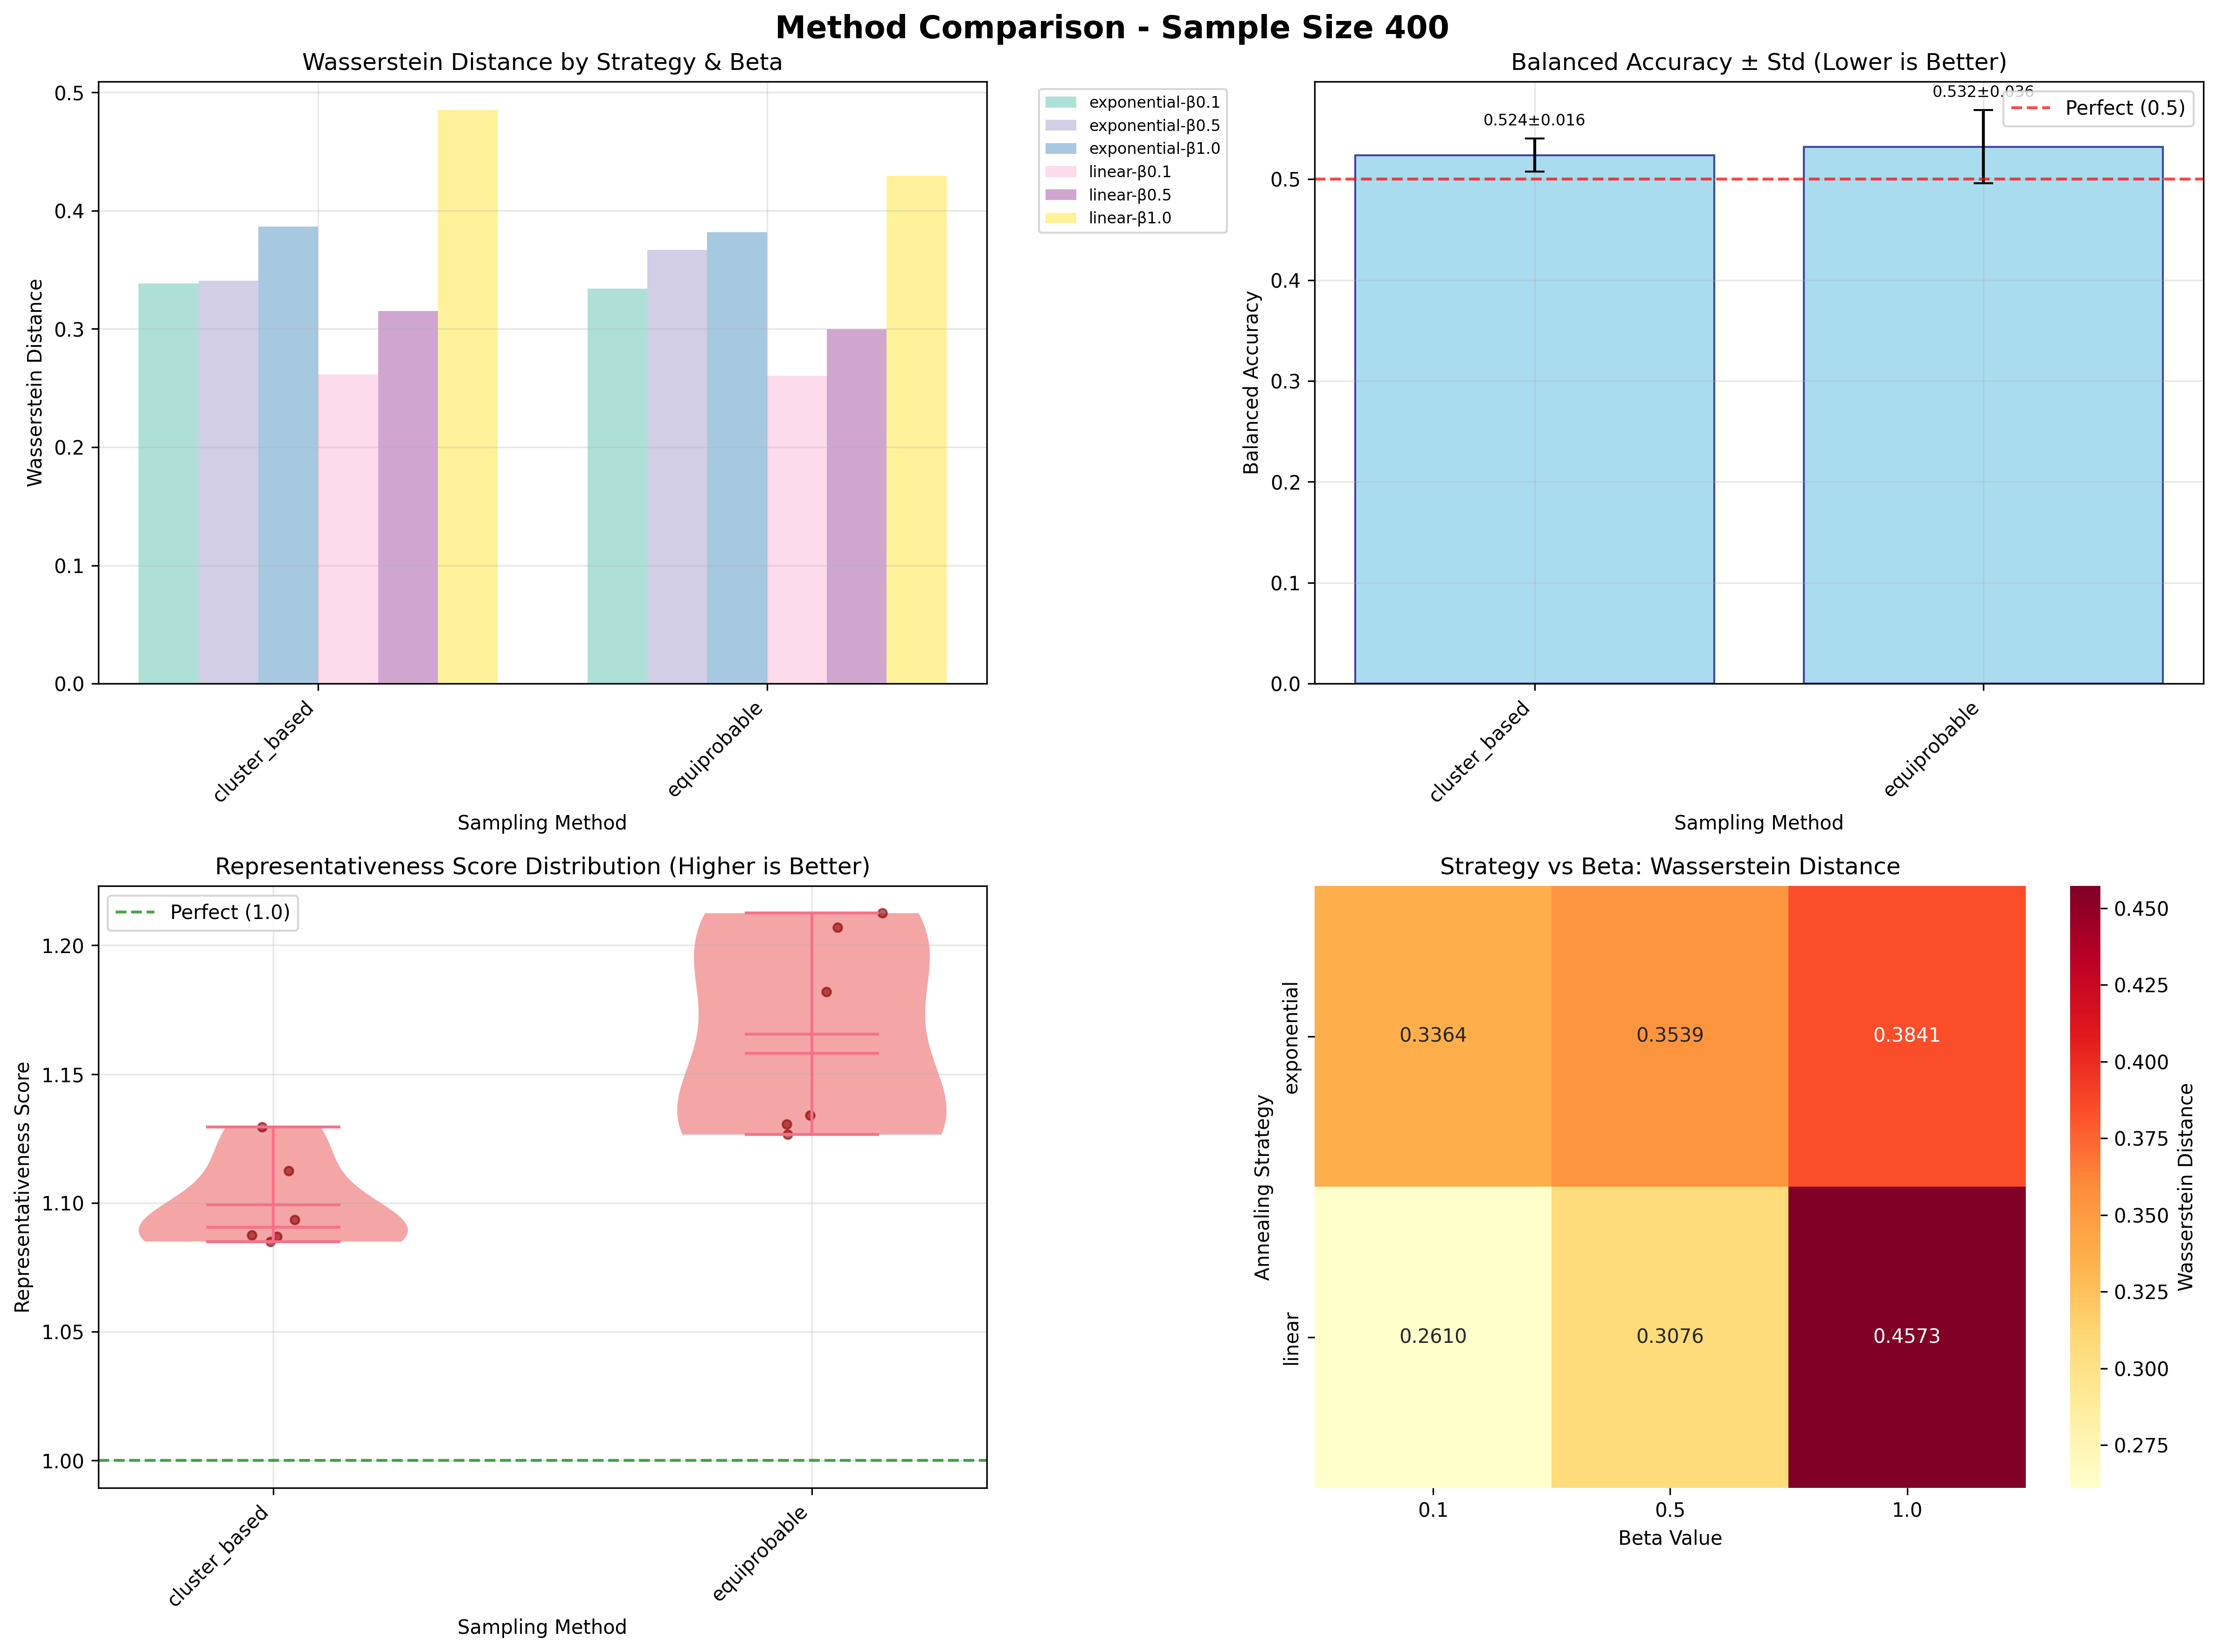 Method Comparison - Sample Size 400
Wasserstein Distance by Strategy & Beta
Wasserstein Distance
0.5
0.4
0.3
0.2
0.1
0.0
cluster_based
equiprobable
Sampling Method
exponential-β0.1
exponential-β0.5
exponential-β1.0
linear-β0.1
linear-β0.5
linear-β1.0
Balanced Accuracy ± Std (Lower is Better)
Balanced Accuracy
0.5
0.4
0.3
0.2
0.1
0.0
0.524±0.016
0.532±0.036
Perfect (0.5)
cluster_based
equiprobable
Sampling Method
Representativeness Score Distribution (Higher is Better)
Representativeness Score
Perfect (1.0)
1.20
1.15
1.10
1.05
1.00
cluster_based
equiprobable
Sampling Method
Strategy vs Beta: Wasserstein Distance
Annealing Strategy
exponential
linear
0.3364 0.3539 0.3841
0.2610 0.3076 0.4573
0.1 0.5 1.0
Beta Value
0.450
0.425
0.400
0.375
0.350
0.325
0.300
0.275
Wasserstein Distance